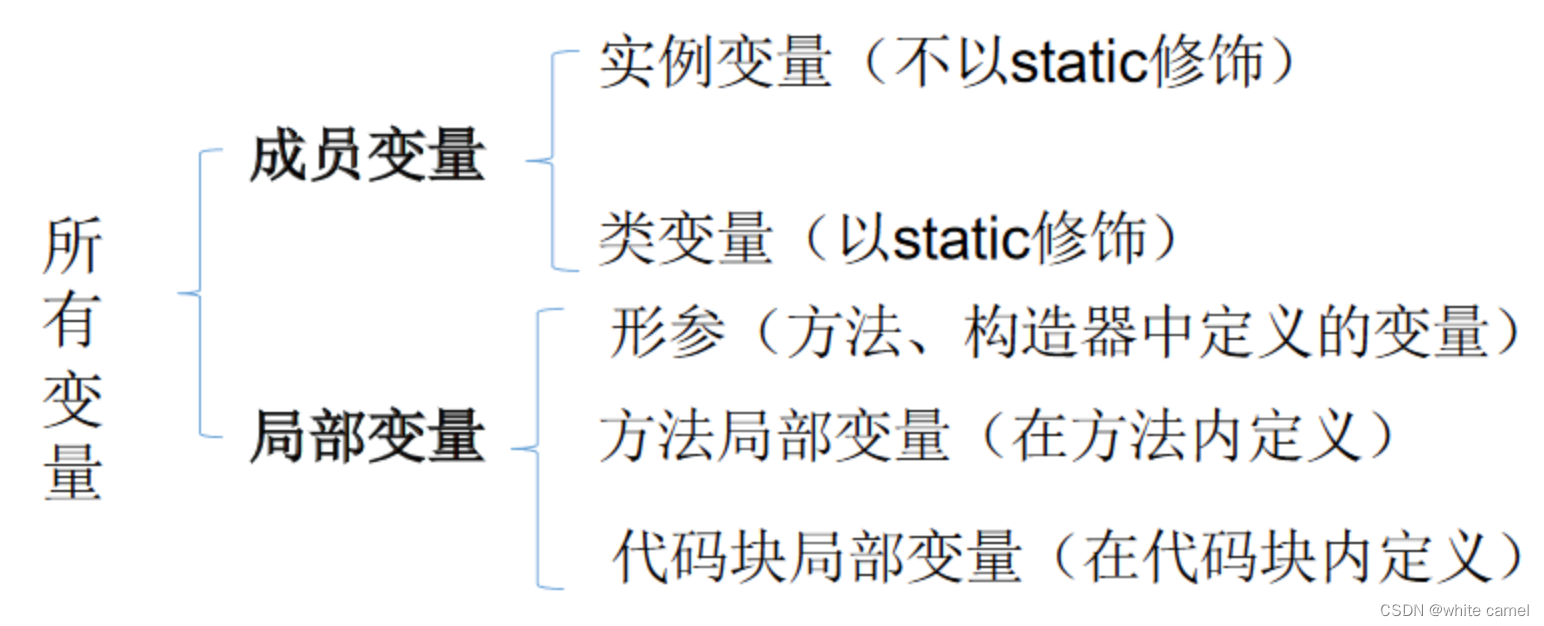 所有变量
成员变量
实例变量（不以static修饰）
类变量（以static修饰）
局部变量
形参（方法、构造器中定义的变量）
方法局部变量（在方法内定义）
代码块局部变量（在代码块内定义）
CSDN @white camel